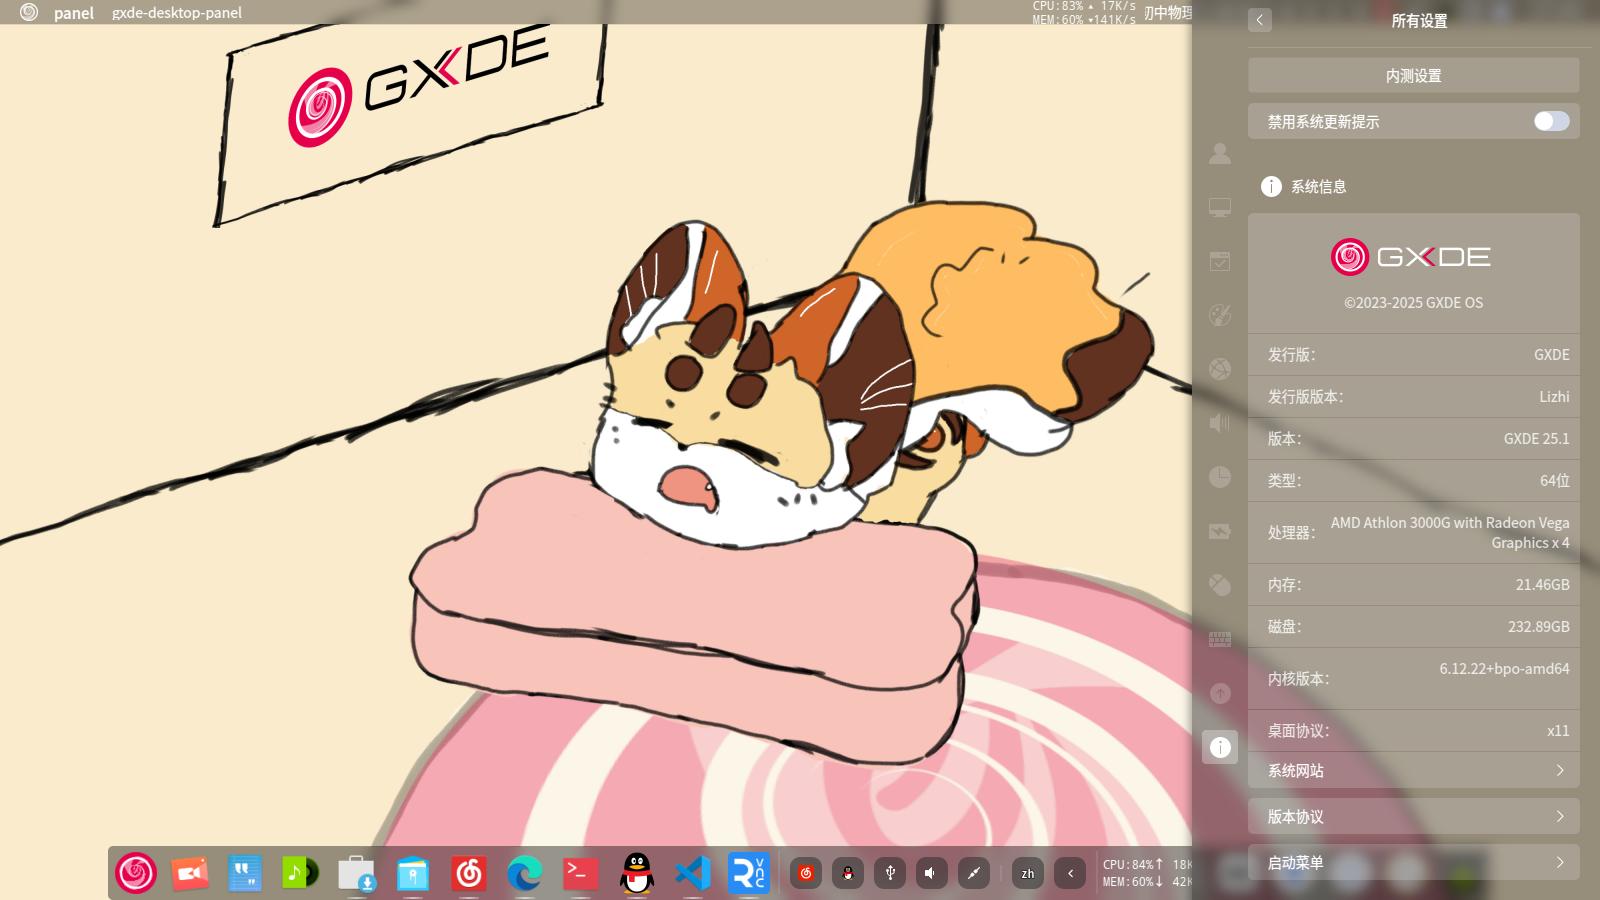 panel gxde-desktop-panel
CPU:83% ▴ 17K/s
MEM:60% ▾141K/s
初中物理
GXDE
所有设置
内测设置
禁用系统更新提示
系统信息
GXDE
©2023-2025 GXDE OS
发行版： GXDE
发行版版本： Lizhi
版本： GXDE 25.1
类型： 64位
处理器： AMD Athlon 3000G with Radeon Vega
Graphics x 4
内存： 21.46GB
磁盘： 232.89GB
内核版本： 6.12.22+bpo-amd64
桌面协议： x11
系统网站
版本协议
启动菜单
R VNC
zh
CPU:84%↑ 18K
MEM:60%↓ 42K